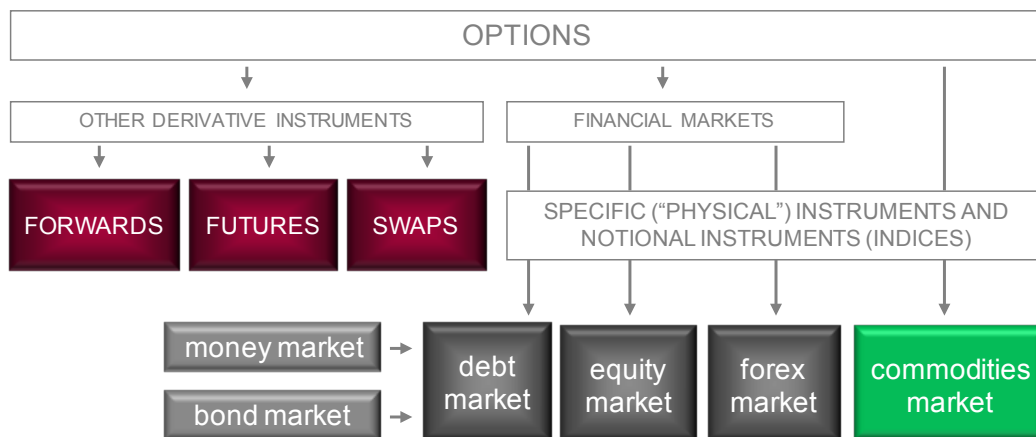 OPTIONS
OTHER DERIVATIVE INSTRUMENTS
FINANCIAL MARKETS
FORWARDS
FUTURES
SWAPS
SPECIFIC (“PHYSICAL”) INSTRUMENTS AND
NOTIONAL INSTRUMENTS (INDICES)
money market
bond market
debt
market
equity
market
forex
market
commodities
market